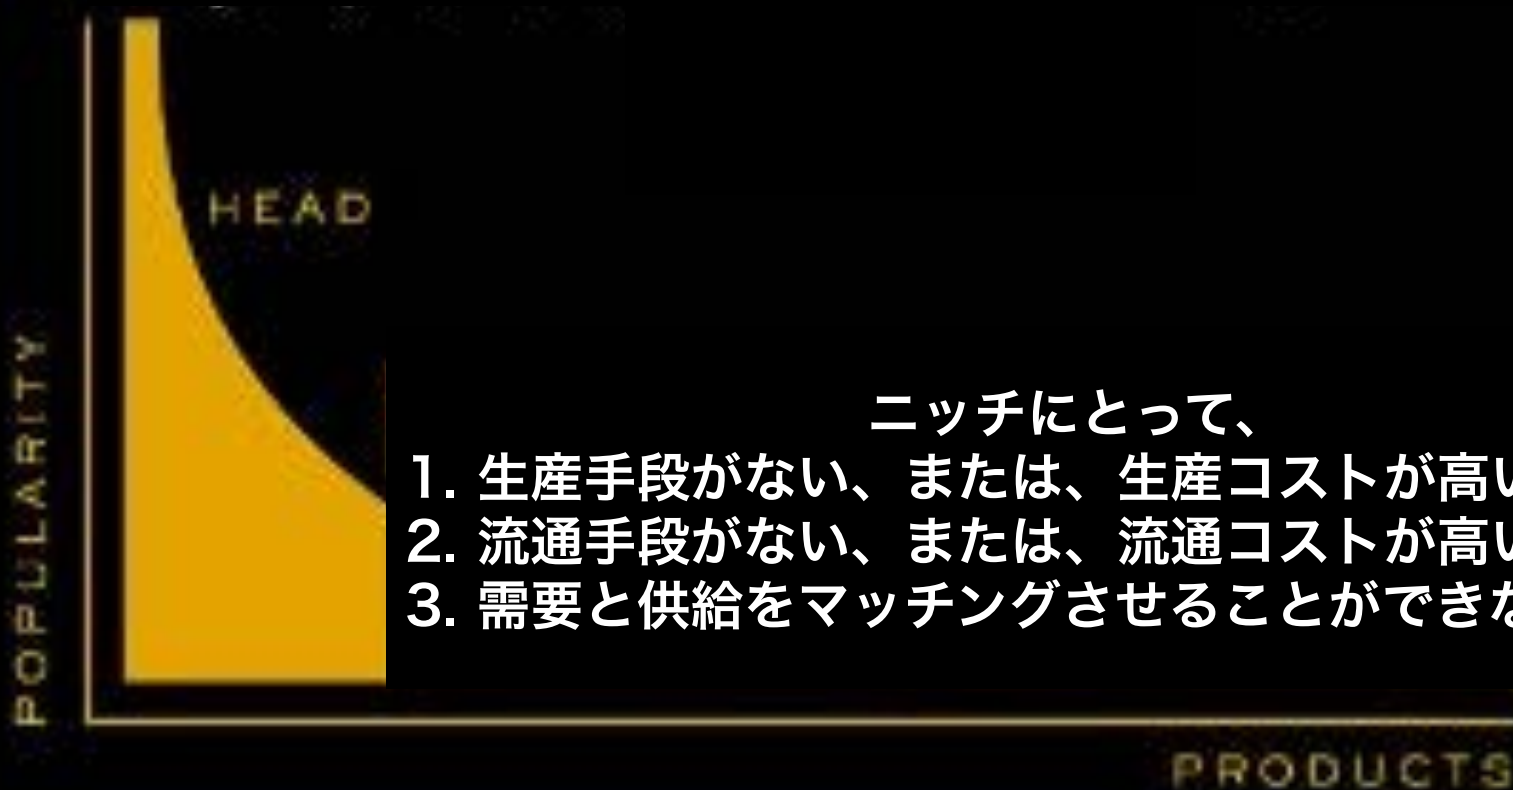 HEAD
POPULARITY
ニッチにとって、
1. 生産手段がない、または、生産コストが高い
2. 流通手段がない、または、流通コストが高い
3. 需要と供給をマッチングさせることができな
PRODUCTS